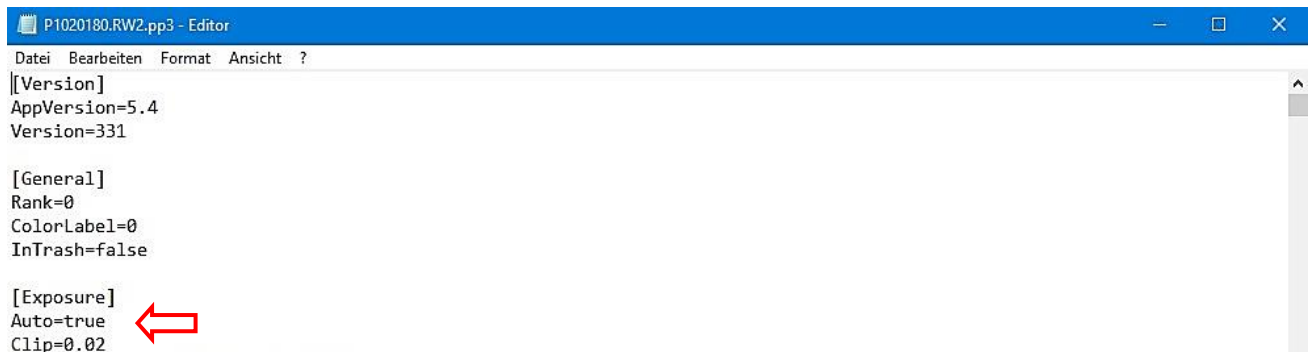 P1020180.RW2.pp3 - Editor
Datei Bearbeiten Format Ansicht ?
[Version]
AppVersion=5.4
Version=331
[General]
Rank=0
ColorLabel=0
InTrash=false
[Exposure]
Auto=true
Clip=0.02